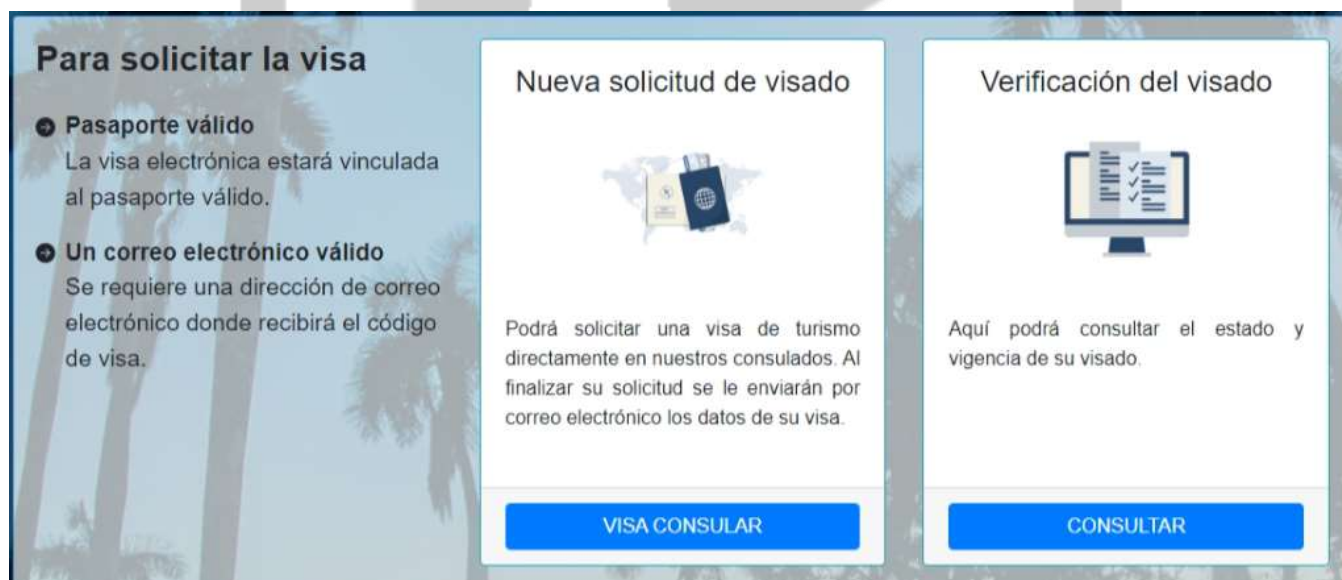 Para solicitar la visa
Pasaporte válido
La visa electrónica estará vinculada
al pasaporte válido.
Un correo electrónico válido
Se requiere una dirección de correo
electrónico donde recibirá el código
de visa.
Nueva solicitud de visado
Podrá solicitar una visa de turismo
directamente en nuestros consulados. Al
finalizar su solicitud se le enviarán por
correo electrónico los datos de su visa.
VISA CONSULAR
Verificación del visado
Aquí podrá consultar el estado y
vigencia de su visado.
CONSULTAR